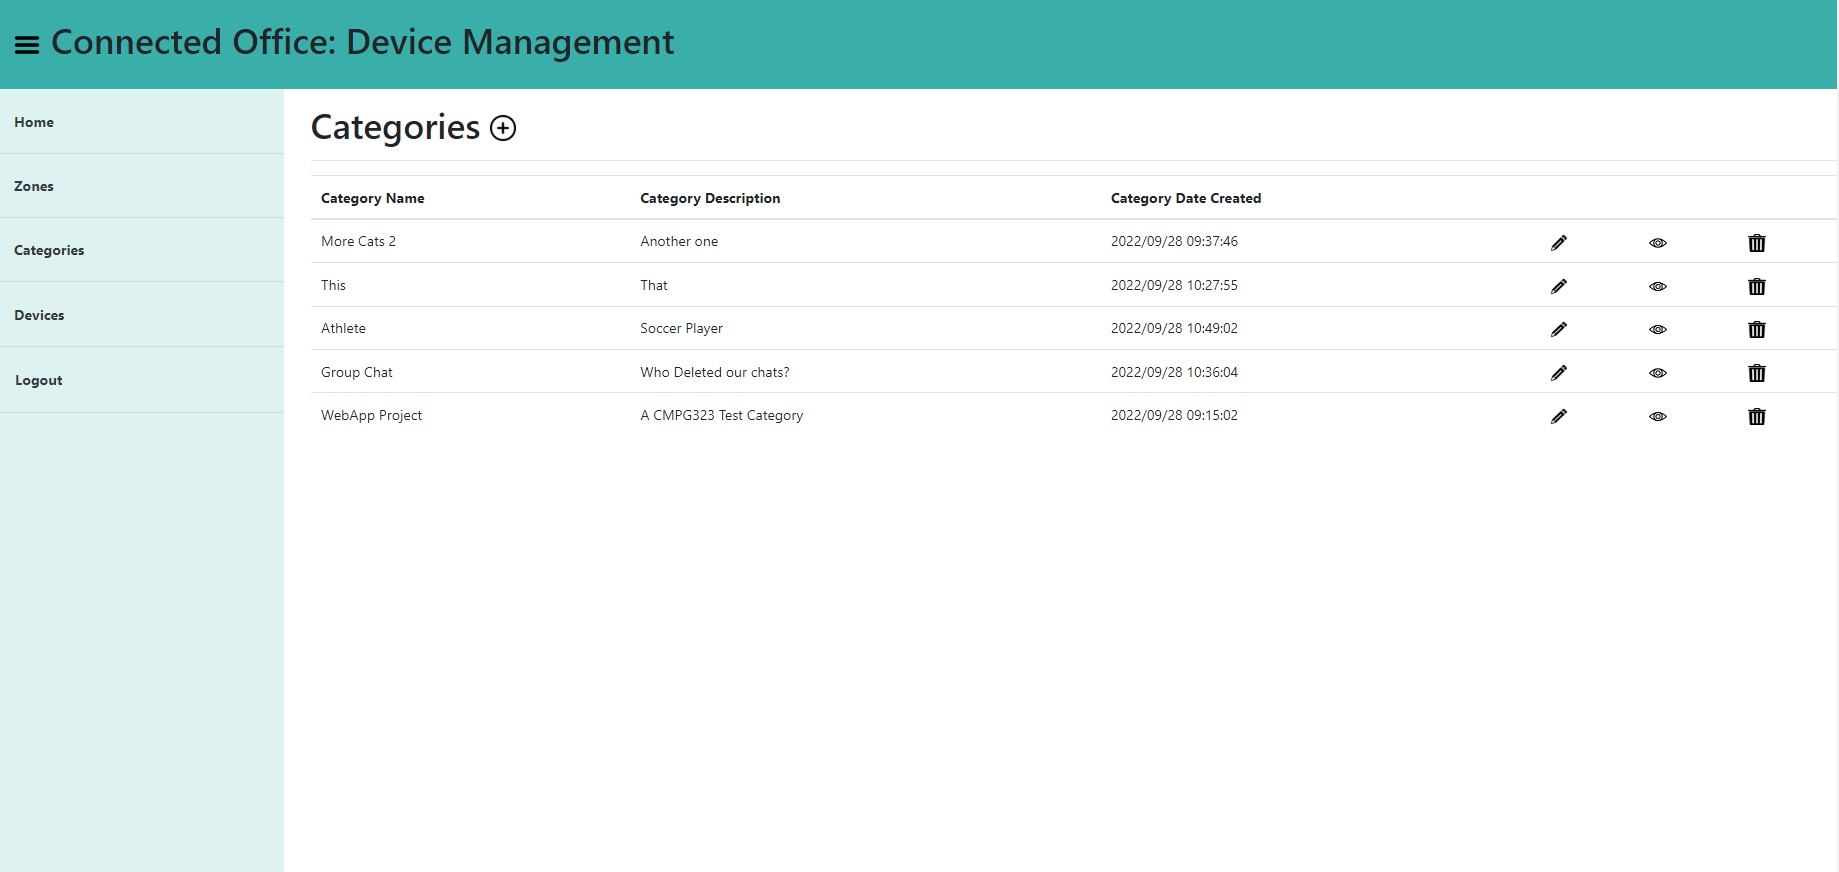 Connected Office: Device Management
Home
Zones
Categories
Devices
Logout
Categories
Category Name Category Description Category Date Created
More Cats 2 Another one 2022/09/28 09:37:46
This That 2022/09/28 10:27:55
Athlete Soccer Player 2022/09/28 10:49:02
Group Chat Who Deleted our chats? 2022/09/28 10:36:04
WebApp Project A CMPG323 Test Category 2022/09/28 09:15:02